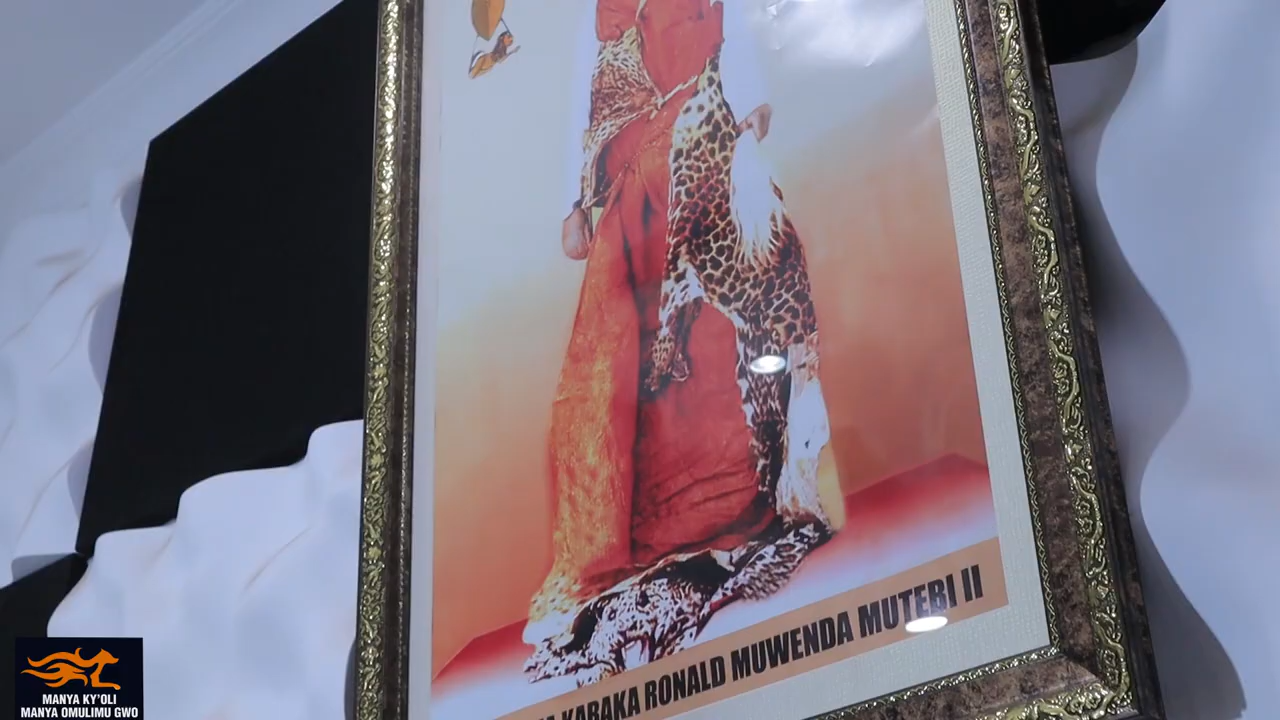 KABAKA RONALD MUWENDA MUTEBI II
MANYA KY'OLI
MANYA OMULIMU GWO